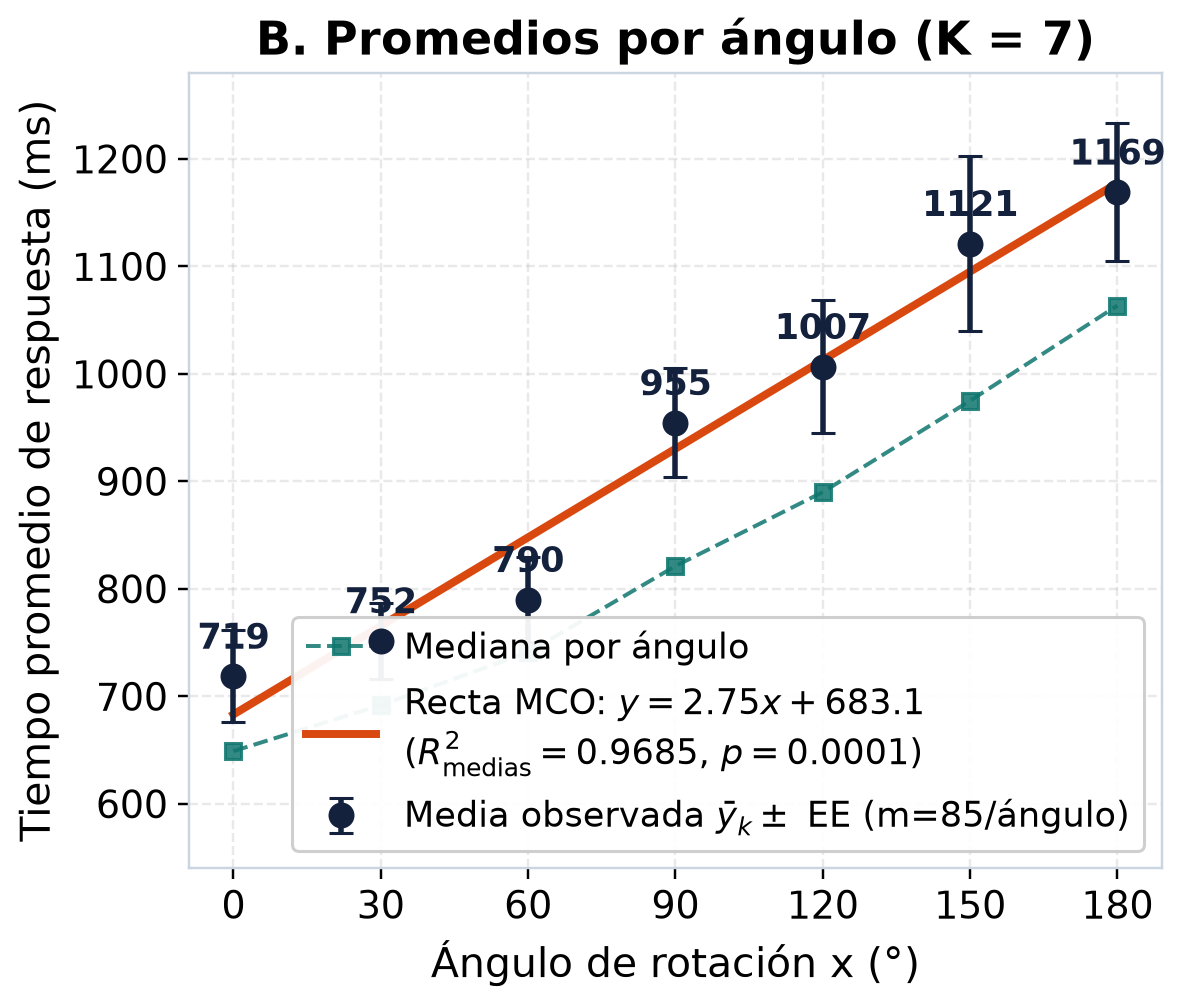 B. Promedios por ángulo (K = 7)
Tiempo promedio de respuesta (ms)
1200
1100
1000
900
800
700
600
719
752
790
955
1007
1121
1169
Mediana por ángulo
Recta MCO: y = 2.75x + 683.1
(R²medias = 0.9685, p = 0.0001)
Media observada ȳₖ ± EE (m=85/ángulo)
0 30 60 90 120 150 180
Ángulo de rotación x (°)